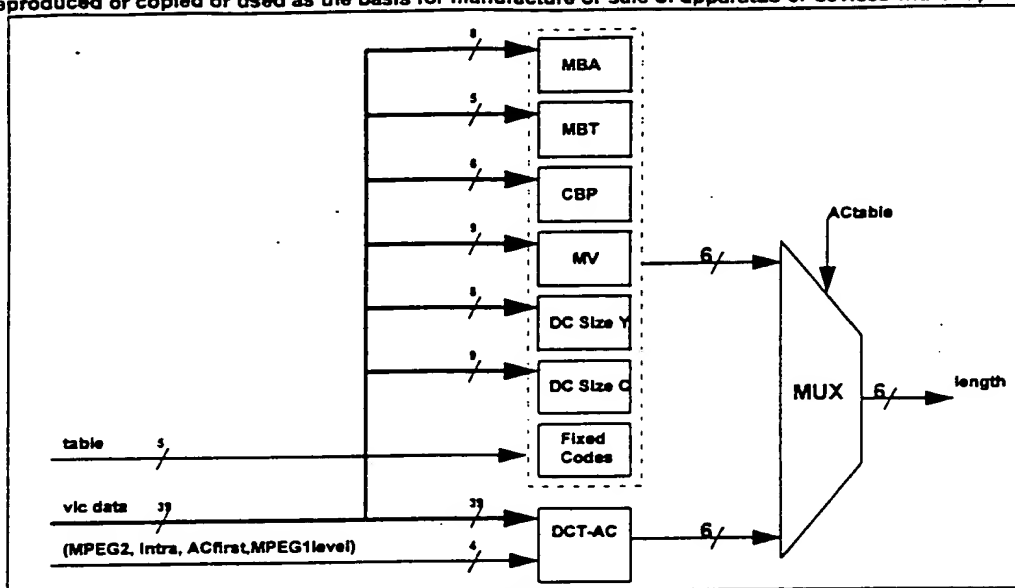 reproduced or copied or used as the basis for manufacture or sale of apparatus or devices
8
MBA
5
MBT
6
CBP
MV
DC Size Y
DC Size C
9
Fixed Codes
table
5
vlc data
39
39
(MPEG2, Intra, ACfirst,MPEG1level)
4
DCT-AC
6
6
ACtable
MUX
6
length